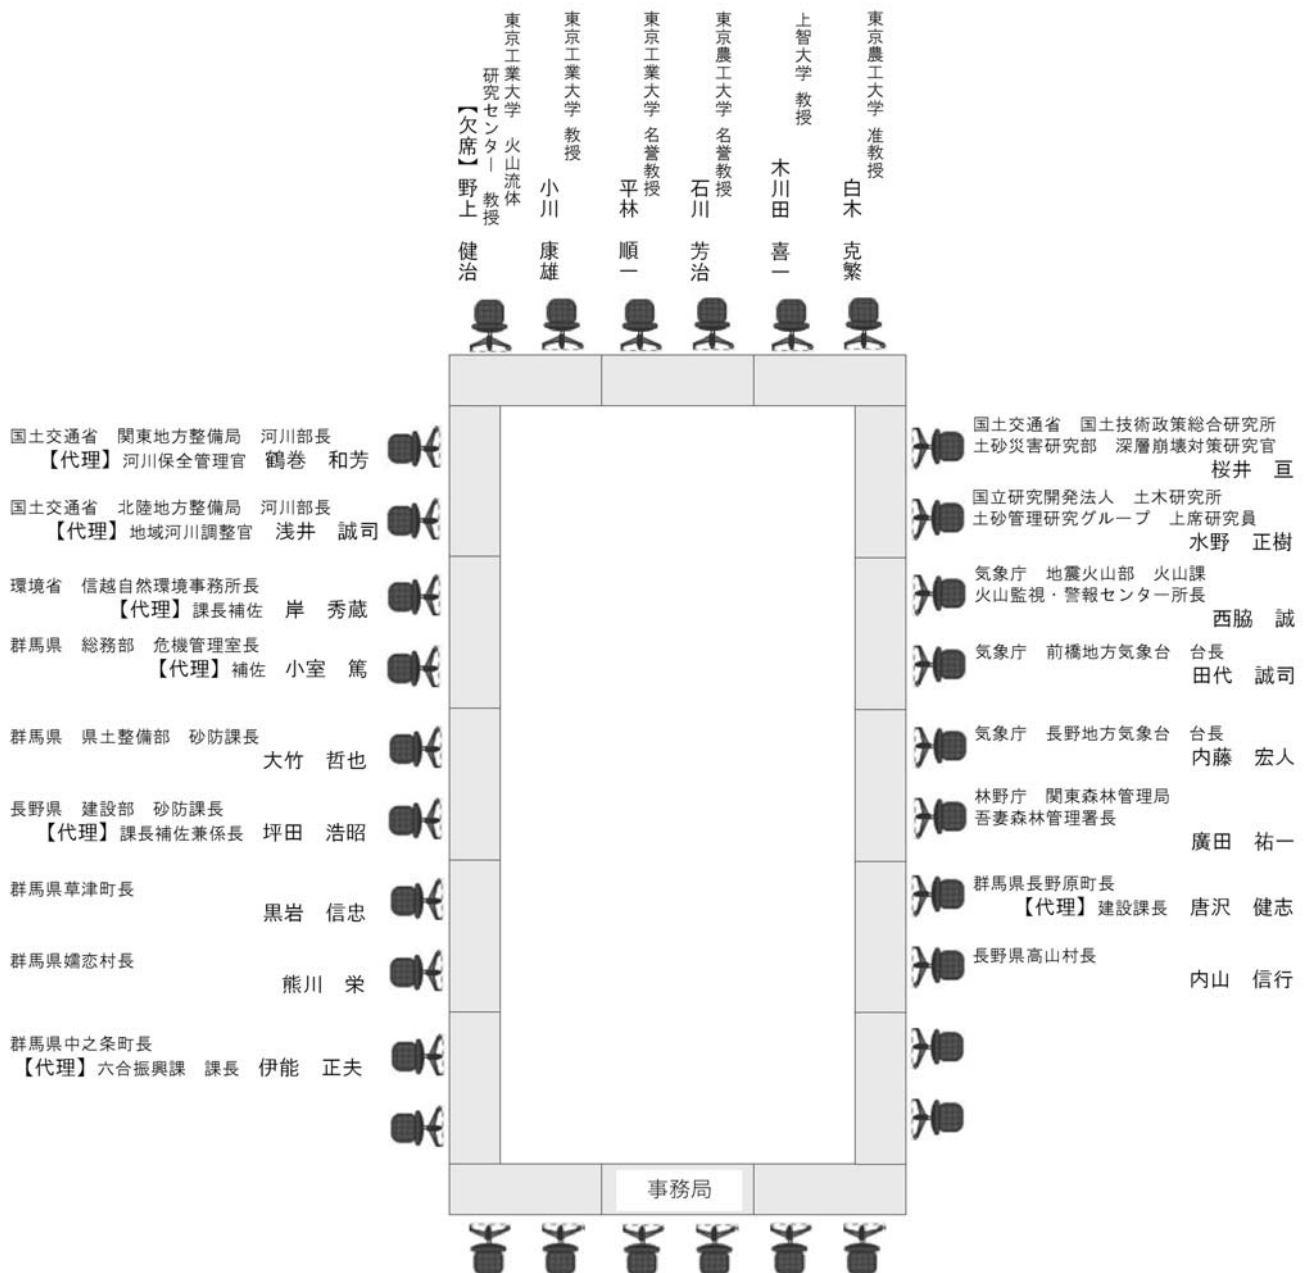 東京工業大学 火山流体
研究センター 教授
【欠席】野上 健治
東京工業大学 教授
小川 康雄
東京工業大学 名誉教授
平林 順一
東京農工大学 名誉教授
石川 芳治
上智大学 教授
木川田 喜一
東京農工大学 准教授
白木 克繁
国土交通省 関東地方整備局 河川部長
【代理】河川保全管理官 鶴巻 和芳
国土交通省 北陸地方整備局 河川部長
【代理】地域河川調整官 浅井 誠司
環境省 信越自然環境事務所長
【代理】課長補佐 岸 秀蔵
群馬県 総務部 危機管理室長
【代理】補佐 小室 篤
群馬県 県土整備部 砂防課長
大竹 哲也
長野県 建設部 砂防課長
【代理】課長補佐兼係長 坪田 浩昭
群馬県草津町長
黒岩 信忠
群馬県嬬恋村長
熊川 栄
群馬県中之条町長
【代理】六合振興課 課長 伊能 正夫
国土交通省 国土技術政策総合研究所
土砂災害研究部 深層崩壊対策研究官
桜井 亘
国立研究開発法人 土木研究所
土砂管理研究グループ 上席研究員
水野 正樹
気象庁 地震火山部 火山課
火山監視・警報センター所長
西脇 誠
気象庁 前橋地方気象台 台長
田代 誠司
気象庁 長野地方気象台 台長
内藤 宏人
林野庁 関東森林管理局
吾妻森林管理署長
廣田 祐一
群馬県長野原町長
【代理】建設課長 唐沢 健志
長野県高山村長
内山 信行
事務局